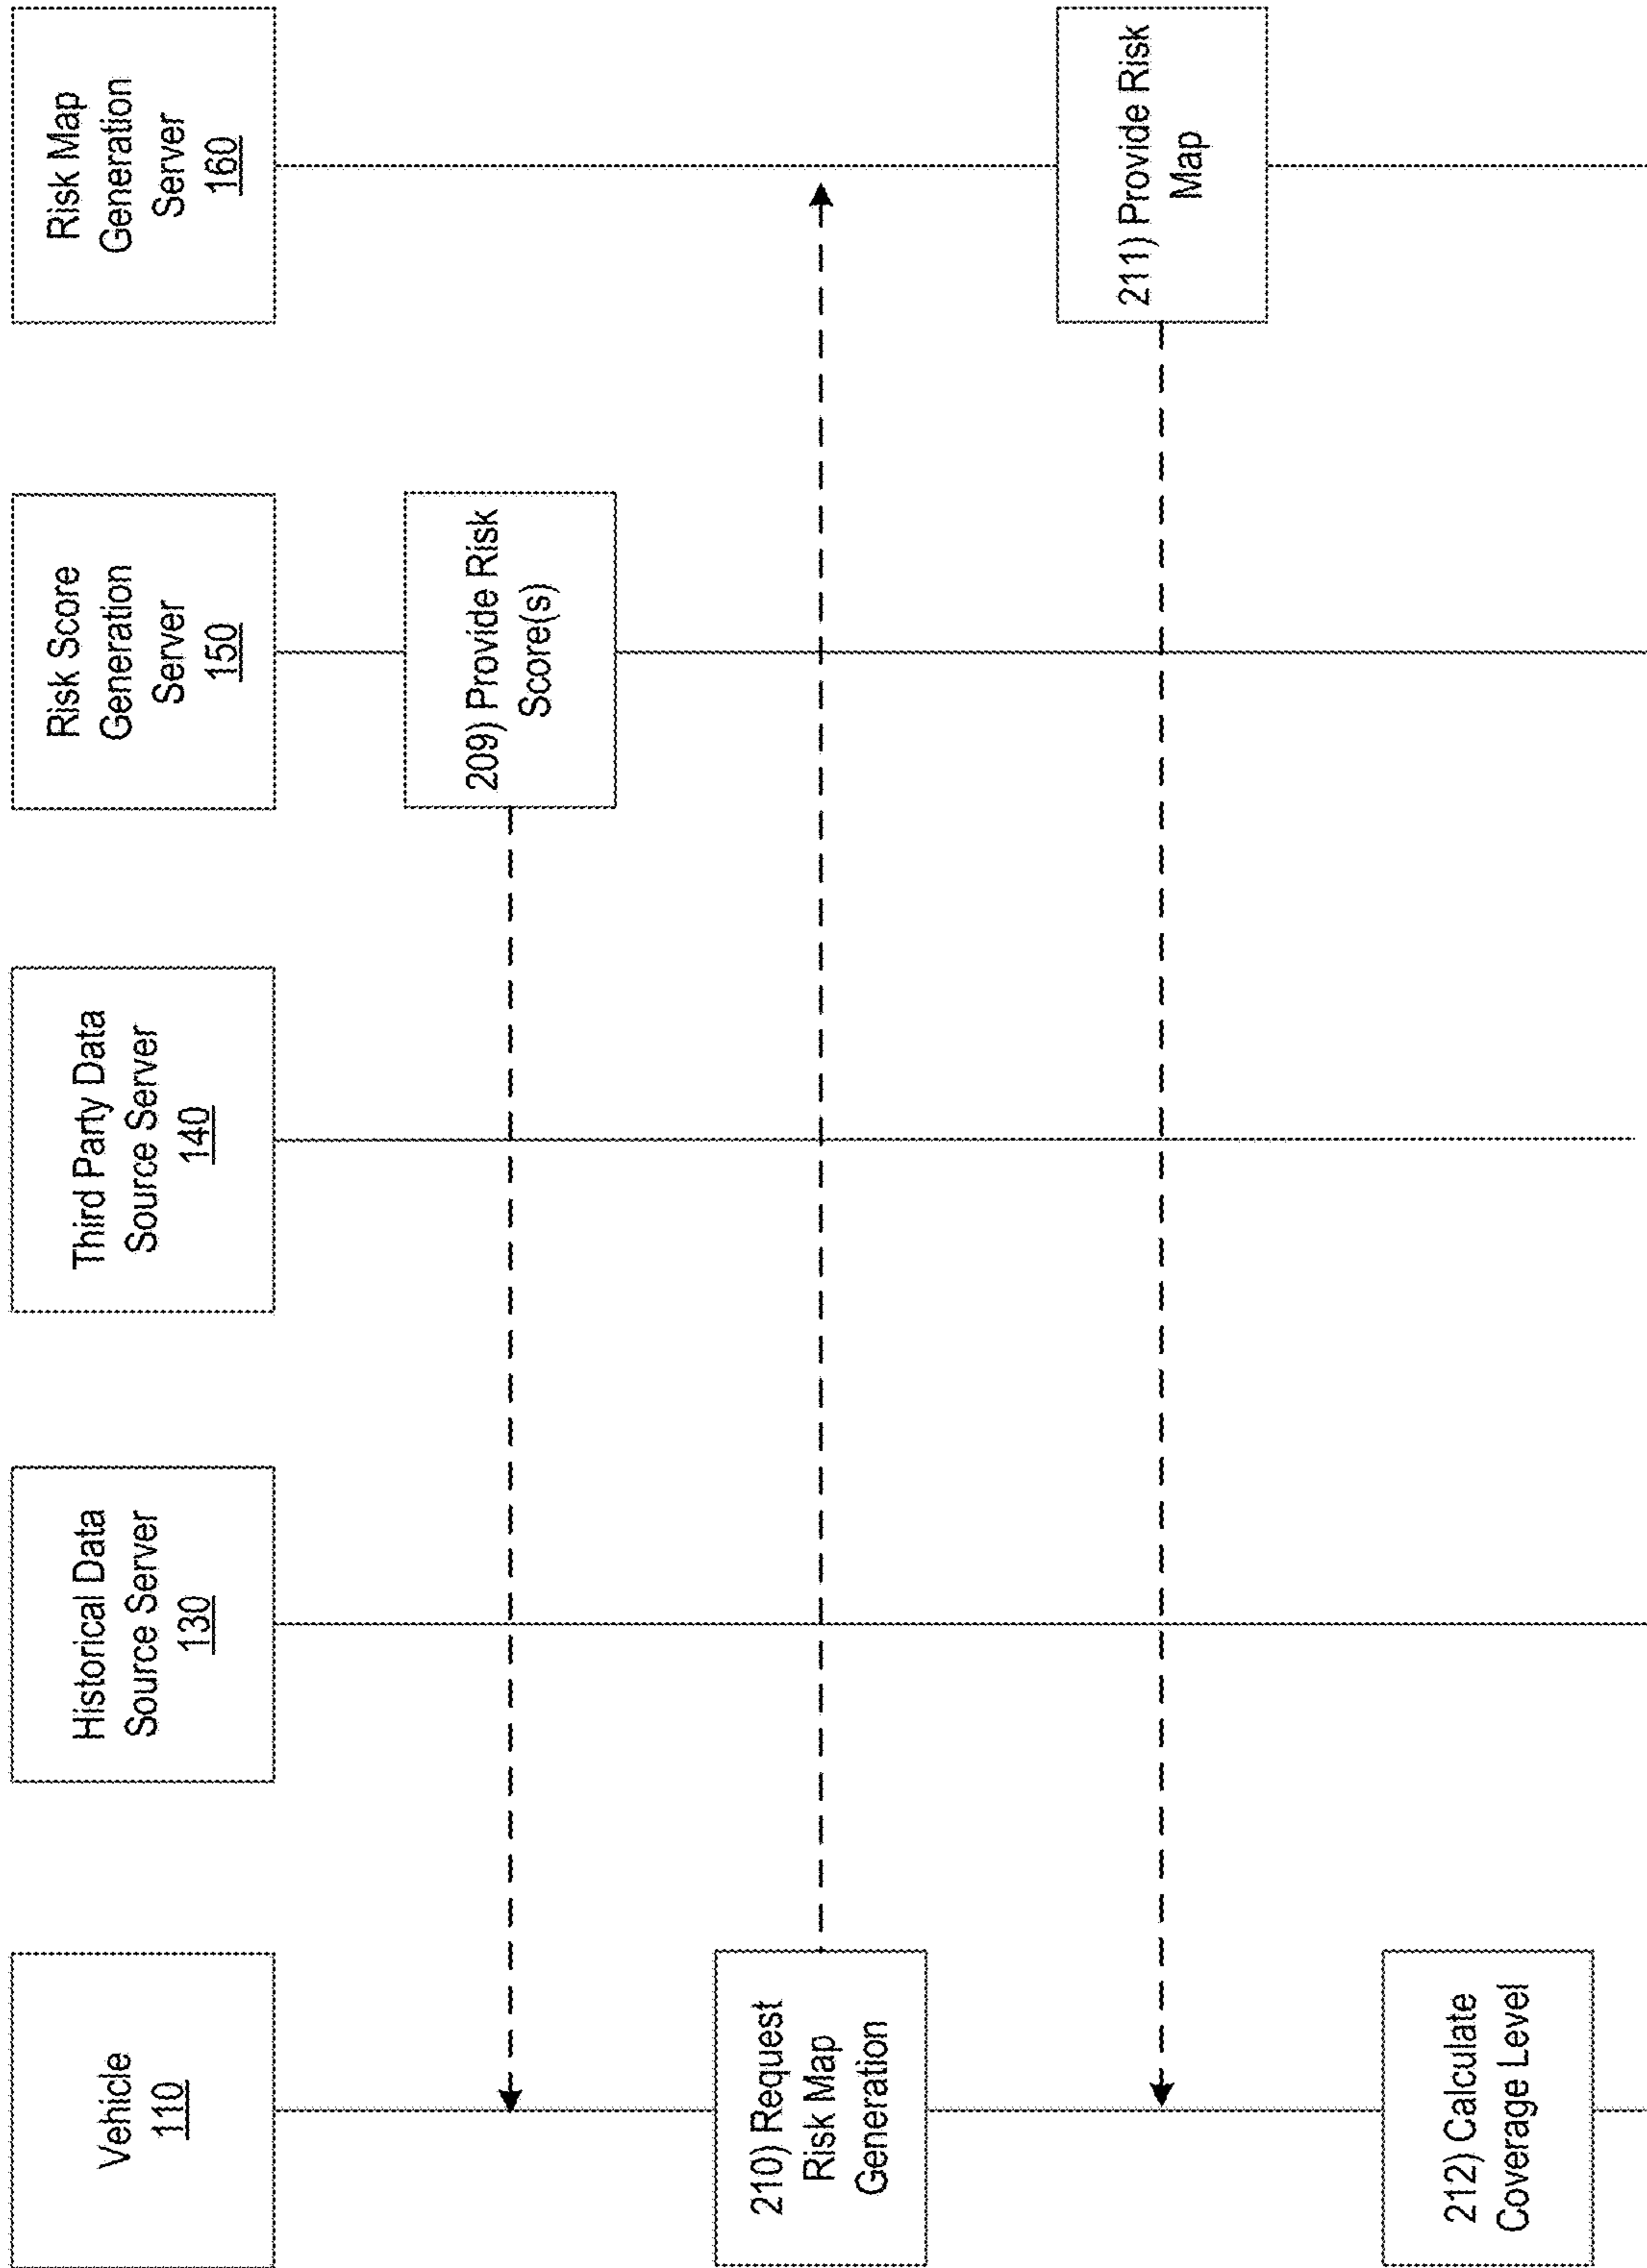 Vehicle
110
Historical Data
Source Server
130
Third Party Data
Source Server
140
Risk Score
Generation
Server
150
Risk Map
Generation
Server
160
209) Provide Risk
Score(s)
210) Request
Risk Map
Generation
211) Provide Risk
Map
212) Calculate
Coverage Level